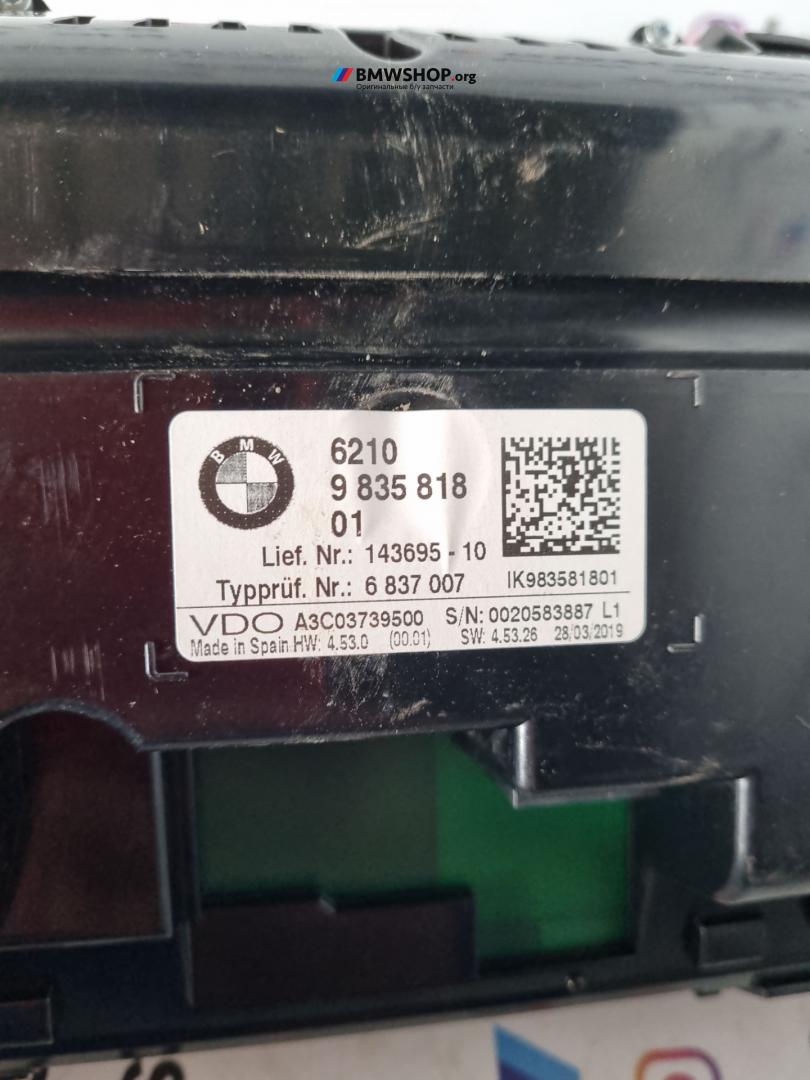 BMWSHOP.org
Оригинальные б/у запчасти
BMW
6210
9 835 818
01
Lief. Nr.: 143695 - 10
Typprüf. Nr.: 6 837 007
IK983581801
VDO A3C03739500 S/N: 0020583887 L1
Made in Spain HW: 4.53.0 (00.01) SW: 4.53.26 28/03/2019